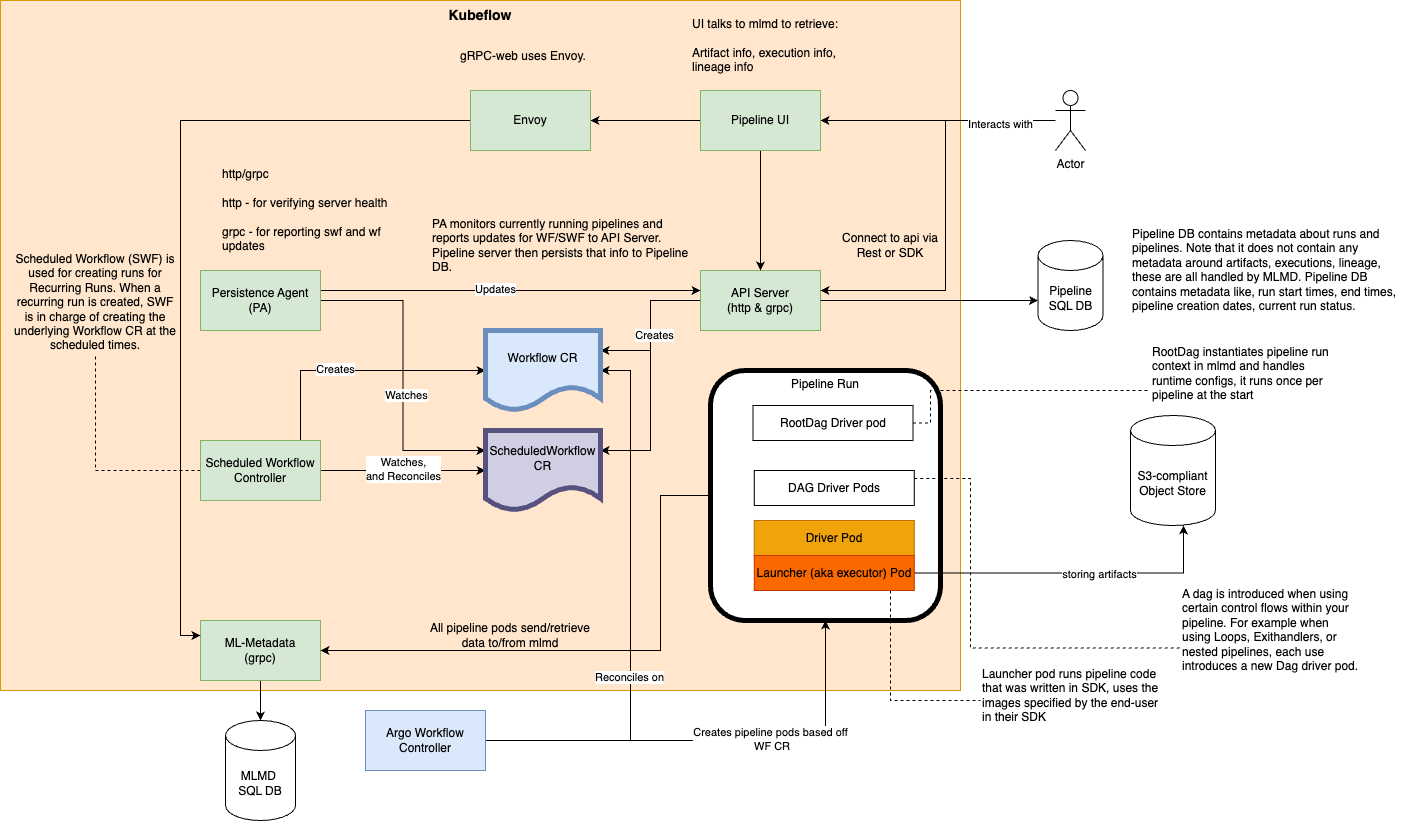 Kubeflow
UI talks to mlmd to retrieve:
Artifact info, execution info,
lineage info
gRPC-web uses Envoy.
Envoy
Pipeline UI
Interacts with
Actor
http/grpc
http - for verifying server health
grpc - for reporting swf and wf
updates
PA monitors currently running pipelines and
reports updates for WF/SWF to API Server.
Pipeline server then persists that info to Pipeline
DB.
Connect to api via
Rest or SDK
Pipeline DB contains metadata about runs and
pipelines. Note that it does not contain any
metadata around artifacts, executions, lineage,
these are all handled by MLMD. Pipeline DB
contains metadata like, run start times, end times,
pipeline creation dates, current run status.
Scheduled Workflow (SWF) is
used for creating runs for
Recurring Runs. When a
recurring run is created, SWF
is in charge of creating the
underlying Workflow CR at the
scheduled times.
Persistence Agent
(PA)
Updates
API Server
(http & grpc)
Pipeline
SQL DB
Creates
Workflow CR
Creates
Watches
Pipeline Run
RootDag instantiates pipeline run
context in mlmd and handles
runtime configs, it runs once per
pipeline at the start
RootDag Driver pod
Scheduled Workflow
Controller
Watches,
and Reconciles
ScheduledWorkflow
CR
DAG Driver Pods
S3-compliant
Object Store
Driver Pod
Launcher (aka executor) Pod
storing artifacts
A dag is introduced when using
certain control flows within your
pipeline. For example when
using Loops, Exithandlers, or
nested pipelines, each use
introduces a new Dag driver pod.
ML-Metadata
(grpc)
All pipeline pods send/retrieve
data to/from mlmd
Reconciles on
Launcher pod runs pipeline code
that was written in SDK, uses the
images specified by the end-user
in their SDK
Argo Workflow
Controller
Creates pipeline pods based off
WF CR
MLMD
SQL DB